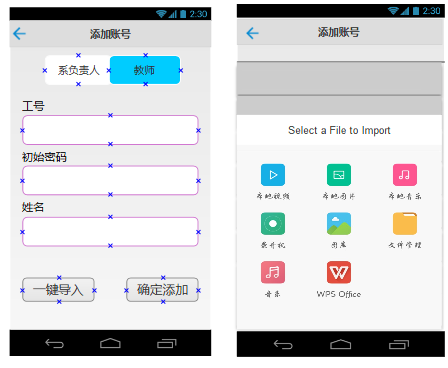 2:30
添加账号
系负责人
教师
工号
初始密码
姓名
一键导入
确定添加
2:30
添加账号
Select a File to Import
本地视频
本地图片
本地音乐
录音机
图库
文件管理
音乐
WPS Office